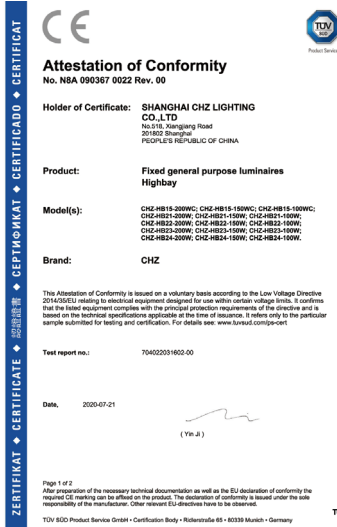 CE
TÜV
SÜD
Product Service
Attestation of Conformity
No. N8A 090367 0022 Rev. 00
Holder of Certificate: SHANGHAI CHZ LIGHTING
CO.,LTD
No.518, Xiangjiang Road
201802 Shanghai
PEOPLE'S REPUBLIC OF CHINA
Product: Fixed general purpose luminaires
Highbay
Model(s): CHZ-HB15-200WC; CHZ-HB15-150WC; CHZ-HB15-100WC;
CHZ-HB21-200W; CHZ-HB21-150W; CHZ-HB21-100W;
CHZ-HB22-200W; CHZ-HB22-150W; CHZ-HB22-100W;
CHZ-HB23-200W; CHZ-HB23-150W; CHZ-HB23-100W;
CHZ-HB24-200W; CHZ-HB24-150W; CHZ-HB24-100W.
Brand: CHZ
This Attestation of Conformity is issued on a voluntary basis according to the Low Voltage Directive
2014/35/EU relating to electrical equipment designed for use within certain voltage limits. It confirms
that the listed equipment complies with the principal protection requirements of the directive and is
based on the technical specifications applicable at the time of issuance. It refers only to the particular
sample submitted for testing and certification. For details see: www.tuvsud.com/ps-cert
Test report no.: 704022031602-00
Date, 2020-07-21
( Yin Ji )
Page 1 of 2
After preparation of the necessary technical documentation as well as the EU declaration of conformity the
required CE marking can be affixed on the product. The declaration of conformity is issued under the sole
responsibility of the manufacturer. Other relevant EU-directives have to be observed.
TÜV SÜD Product Service GmbH • Certification Body • Ridlerstraße 65 • 80339 Munich • Germany
ZERTIFIKAT ◆ CERTIFICATE ◆ 認證證書 ◆ СЕРТИФИКАТ ◆ CERTIFICADO ◆ CERTIFICAT